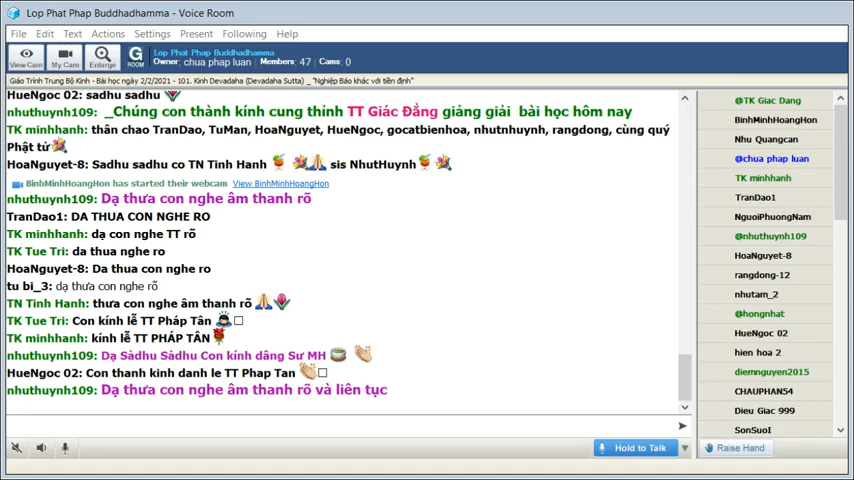 Lop Phat Phap Buddhadhamma - Voice Room
File Edit Text Actions Settings Present Following Help
View Cam
My Cam
Enlarge
G
ROOM
Lop Phat Phap Buddhadhamma
Owner: chua phap luan
Members: 47 Cams: 0
Giáo Trình Trung Bộ Kinh - Bài học ngày 2/2/2021 - 101. Kinh Devadaha (Devadaha Sutta) _ "Nghiệp Báo khác với tiền định"
HueNgoc 02: sadhu sadhu
nhuthuynh109: _Chúng con thành kính cung thỉnh TT Giác Đẳng giảng giải bài học hôm nay
TK minhhanh: thân chao TranDao, TuMan, HoaNguyet, HueNgoc, gocatbienhoa, nhutnhuynh, rangdong, cùng quý
Phật tử
HoaNguyet-8: Sadhu sadhu co TN Tinh Hanh sis NhutHuynh
BinhMinhHoangHon has started their webcam View BinhMinhHoangHon
nhuthuynh109: Dạ thưa con nghe âm thanh rõ
TranDao1: DA THUA CON NGHE RO
TK minhhanh: dạ con nghe TT rõ
TK Tue Tri: da thua nghe ro
HoaNguyet-8: Da thua con nghe ro
tu bi_3: dạ thưa con nghe rõ
TN Tinh Hanh: thưa con nghe âm thanh rõ
TK Tue Tri: Con kính lễ TT Pháp Tân
TK minhhanh: kính lễ TT PHÁP TÂN
nhuthuynh109: Dạ Sàdhu Sàdhu Con kính dâng Sư MH
HueNgoc 02: Con thanh kinh danh le TT Phap Tan
nhuthuynh109: Dạ thưa con nghe âm thanh rõ và liên tục
@TK Giac Dang
BinhMinhHoangHon
Nhu Quangcan
@chua phap luan
TK minhhanh
TranDao1
NguoiPhuongNam
@nhuthuynh109
HoaNguyet-8
rangdong-12
nhutam_2
@hongnhat
HueNgoc 02
hien hoa 2
diemnguyen2015
CHAUPHAN54
Dieu Giac 999
SonSuoI
Hold to Talk
Raise Hand